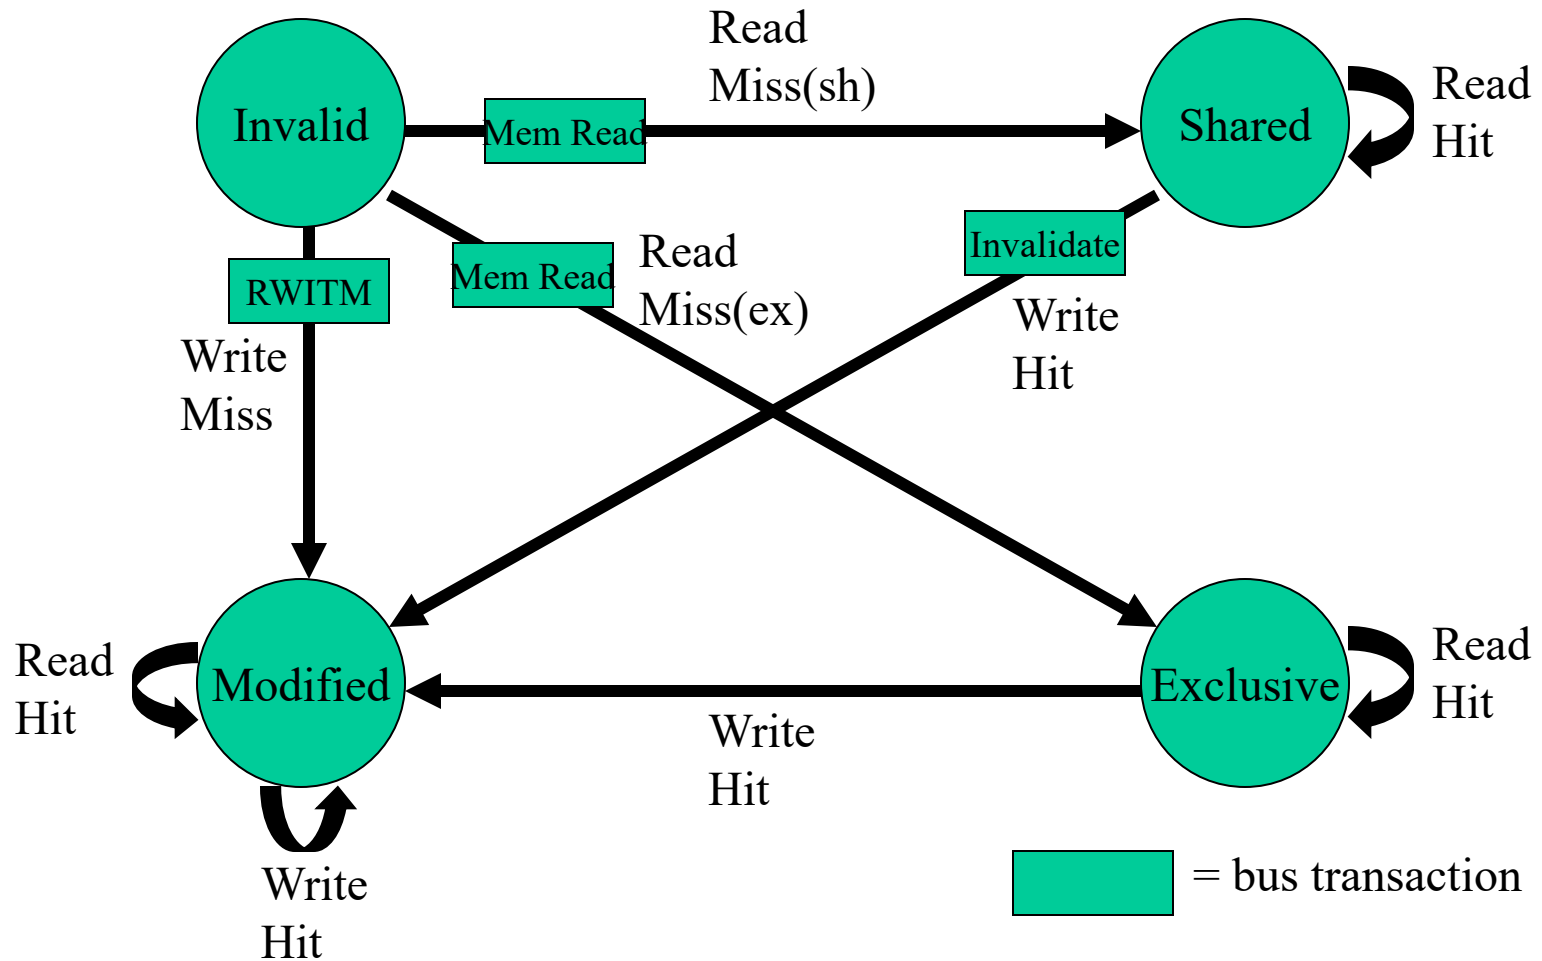 Read
Miss(sh)
Invalid
Mem Read
Shared
Read
Hit
RWITM
Write
Miss
Mem Read
Read
Miss(ex)
Invalidate
Write
Hit
Read
Hit
Modified
Write
Hit
Exclusive
Read
Hit
Write
Hit
= bus transaction